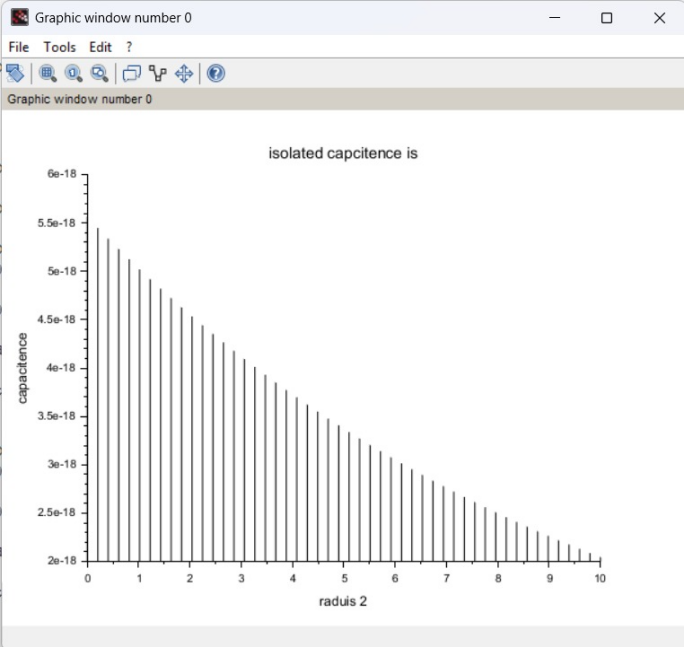 Graphic window number 0
File Tools Edit ?
Graphic window number 0
isolated capcitence is
6e-18
5.5e-18
5e-18
4.5e-18
4e-18
3.5e-18
3e-18
2.5e-18
2e-18
capacitence
0 1 2 3 4 5 6 7 8 9 10
raduis 2